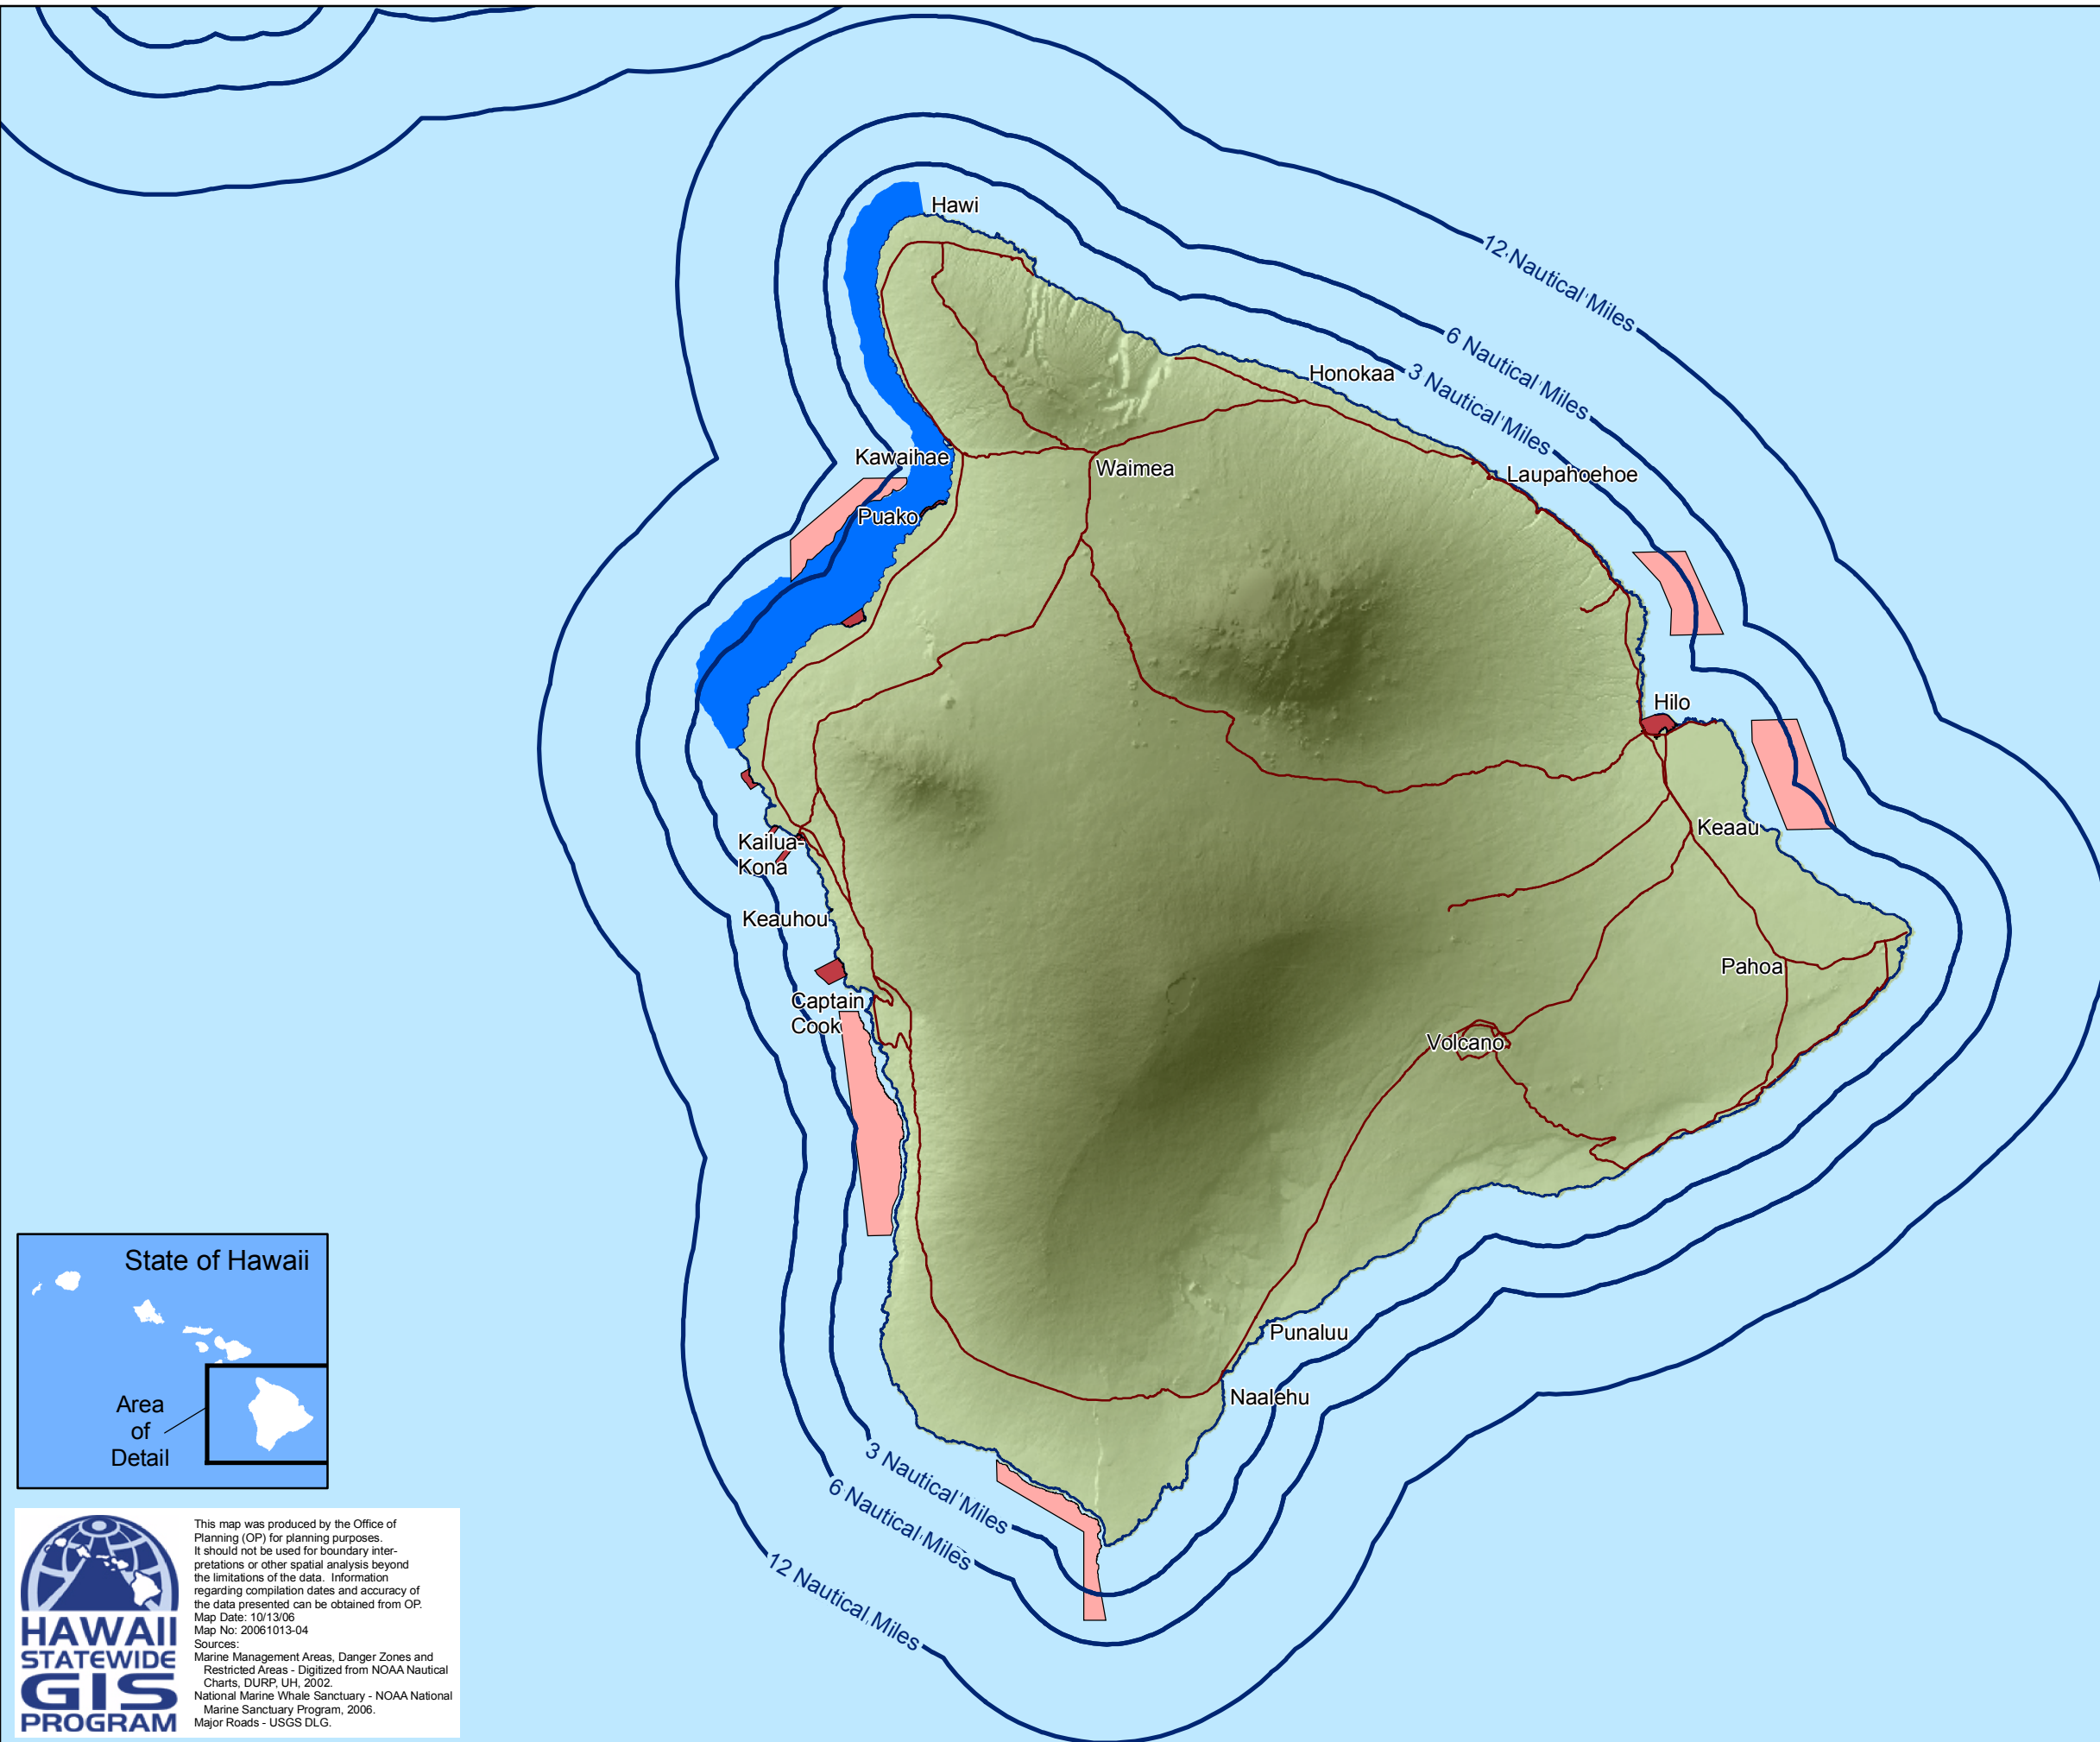 Hawi
12 Nautical Miles
6 Nautical Miles
3 Nautical Miles
Honokaa
Kawaihae
Waimea
Laupahoehoe
Puako
Hilo
Kailua-
Kona
Keaau
Keauhou
Pahoa
Captain
Cook
Volcano
Punaluu
Naalehu
3 Nautical Miles
6 Nautical Miles
12 Nautical Miles
State of Hawaii
Area
of
Detail
HAWAII
STATEWIDE
GIS
PROGRAM
This map was produced by the Office of
Planning (OP) for planning purposes.
It should not be used for boundary inter-
pretations or other spatial analysis beyond
the limitations of the data. Information
regarding compilation dates and accuracy of
the data presented can be obtained from OP.
Map Date: 10/13/06
Map No: 20061013-04
Sources:
Marine Management Areas, Danger Zones and
Restricted Areas - Digitized from NOAA Nautical
Charts, DURP, UH, 2002.
National Marine Whale Sanctuary - NOAA National
Marine Sanctuary Program, 2006.
Major Roads - USGS DLG.